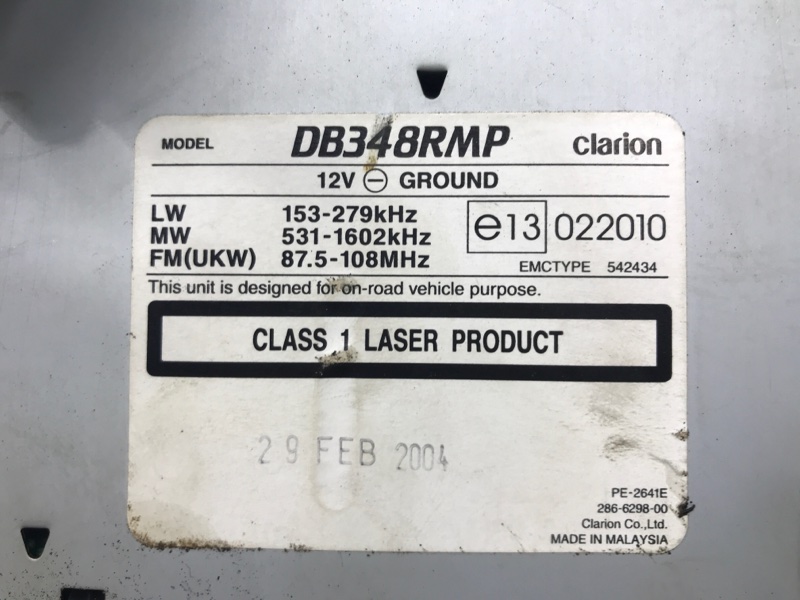 MODEL DB348RMP Clarion
12V ⊖ GROUND
LW 153-279kHz
MW 531-1602kHz
FM(UKW) 87.5-108MHz
e13 022010
EMCTYPE 542434
This unit is designed for on-road vehicle purpose.
CLASS 1 LASER PRODUCT
29 FEB 2004
PE-2641E
286-6298-00
Clarion Co.,Ltd.
MADE IN MALAYSIA